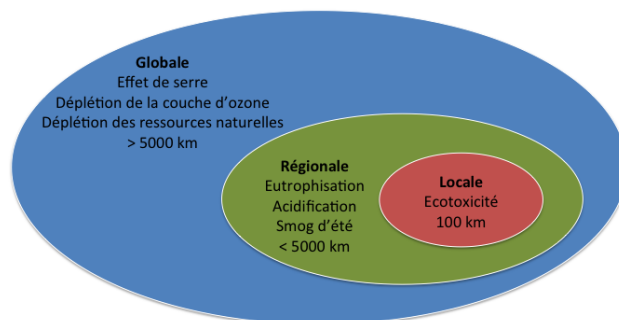 Globale
Effet de serre
Déplétion de la couche d'ozone
Déplétion des ressources naturelles
> 5000 km
Régionale
Eutrophisation
Acidification
Smog d'été
< 5000 km
Locale
Ecotoxicité
100 km